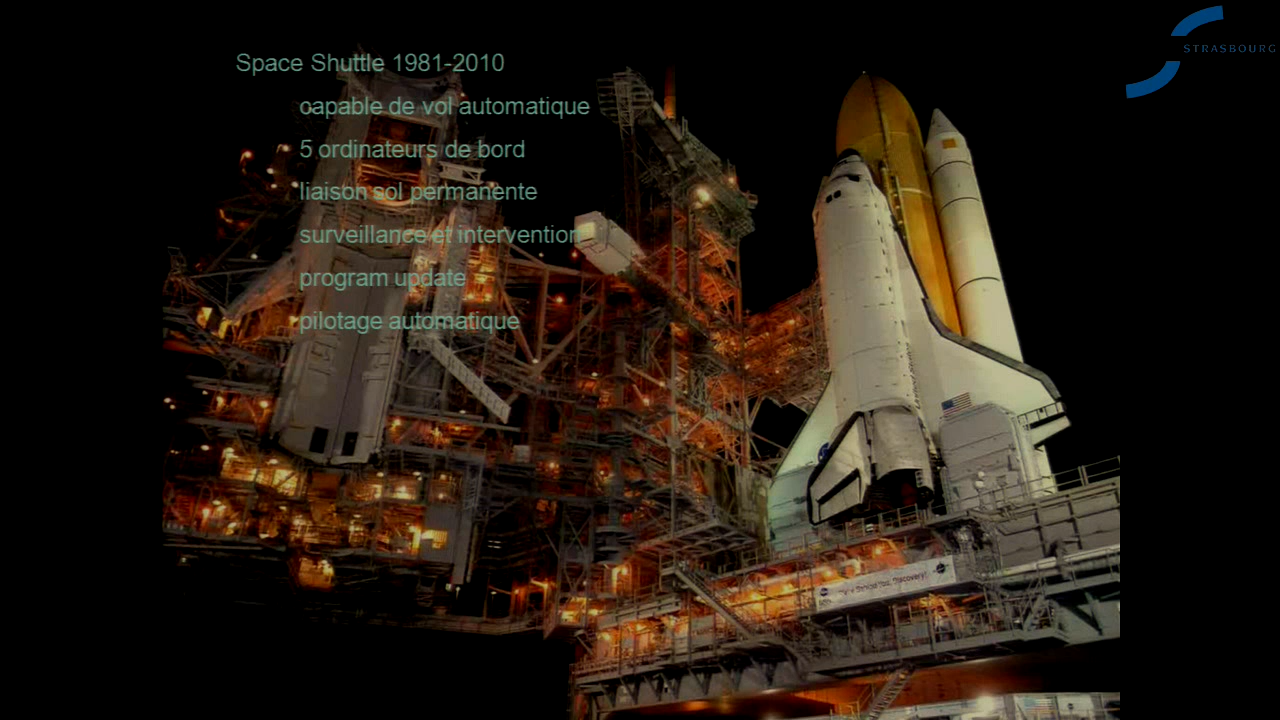 Space Shuttle 1981-2010
capable de vol automatique
5 ordinateurs de bord
liaison sol permanente
surveillance et intervention
program update
pilotage automatique
STRASBOURG